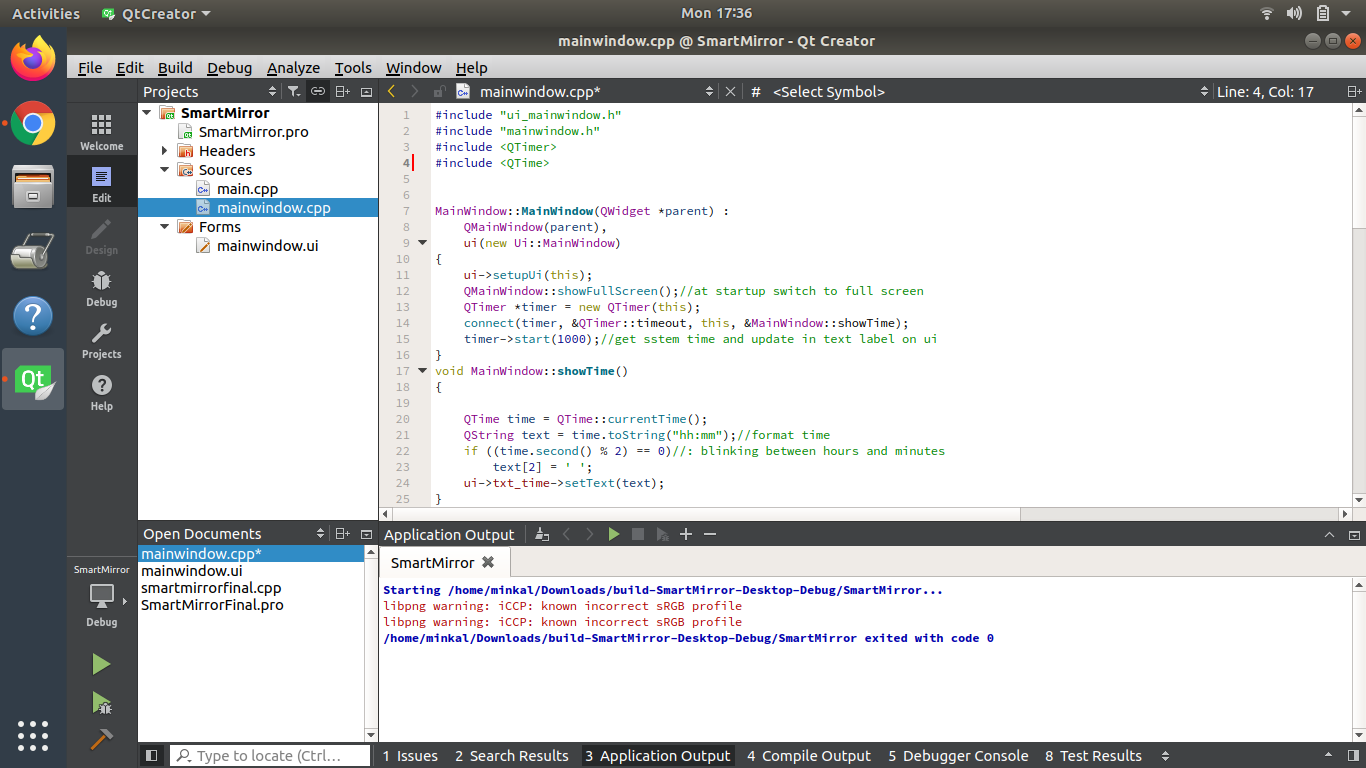 Activities QtCreator Mon 17:36
mainwindow.cpp @ SmartMirror - Qt Creator
File Edit Build Debug Analyze Tools Window Help
Projects
mainwindow.cpp* # <Select Symbol> Line: 4, Col: 17
Welcome
Edit
Design
Debug
Projects
Help
SmartMirror
SmartMirror.pro
Headers
Sources
main.cpp
mainwindow.cpp
Forms
mainwindow.ui
1 #include "ui_mainwindow.h"
2 #include "mainwindow.h"
3 #include <QTimer>
4 #include <QTime>
5
6
7 MainWindow::MainWindow(QWidget *parent) :
8 QMainWindow(parent),
9 ui(new Ui::MainWindow)
10 {
11 ui->setupUi(this);
12 QMainWindow::showFullScreen();//at startup switch to full screen
13 QTimer *timer = new QTimer(this);
14 connect(timer, &QTimer::timeout, this, &MainWindow::showTime);
15 timer->start(1000);//get sstem time and update in text label on ui
16 }
17 void MainWindow::showTime()
18 {
19
20 QTime time = QTime::currentTime();
21 QString text = time.toString("hh:mm");//format time
22 if ((time.second() % 2) == 0)//: blinking between hours and minutes
23 text[2] = ' ';
24 ui->txt_time->setText(text);
25 }
Open Documents
mainwindow.cpp*
mainwindow.ui
smartmirrorfinal.cpp
SmartMirrorFinal.pro
Application Output
SmartMirror
Starting /home/minkal/Downloads/build-SmartMirror-Desktop-Debug/SmartMirror...
libpng warning: iCCP: known incorrect sRGB profile
libpng warning: iCCP: known incorrect sRGB profile
/home/minkal/Downloads/build-SmartMirror-Desktop-Debug/SmartMirror exited with code 0
SmartMirror
Debug
Type to locate (Ctrl... 1 Issues 2 Search Results 3 Application Output 4 Compile Output 5 Debugger Console 8 Test Results